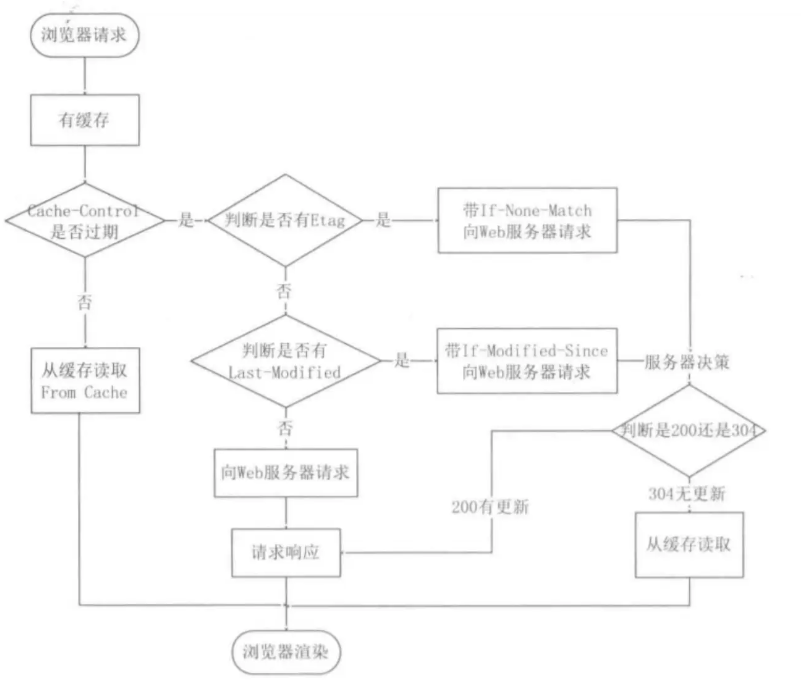 浏览器请求
有缓存
Cache-Control
是否过期
是
判断是否有Etag
是
带If-None-Match
向Web服务器请求
否
否
从缓存读取
From Cache
判断是否有
Last-Modified
是
带If-Modified-Since
向Web服务器请求
服务器决策
判断是200还是304
否
向Web服务器请求
200有更新
304无更新
请求响应
从缓存读取
浏览器渲染